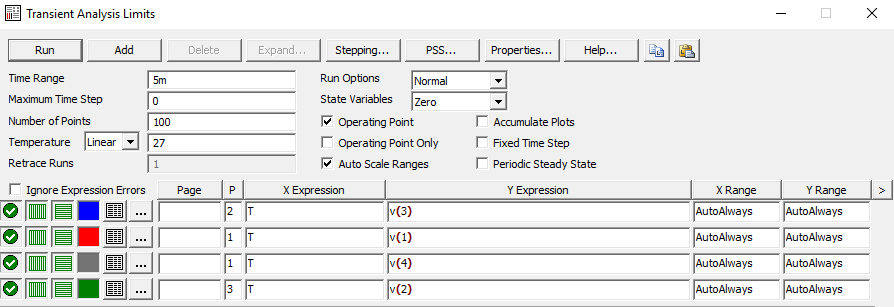 Transient Analysis Limits
Run Add Delete Expand... Stepping... PSS... Properties... Help...
Time Range 5m Run Options Normal
Maximum Time Step 0 State Variables Zero
Number of Points 100 Operating Point Accumulate Plots
Temperature Linear 27 Operating Point Only Fixed Time Step
Retrace Runs 1 Auto Scale Ranges Periodic Steady State
Ignore Expression Errors Page P X Expression Y Expression X Range Y Range >
... 2 T v(3) AutoAlways AutoAlways
... 1 T v(1) AutoAlways AutoAlways
... 1 T v(4) AutoAlways AutoAlways
... 3 T v(2) AutoAlways AutoAlways